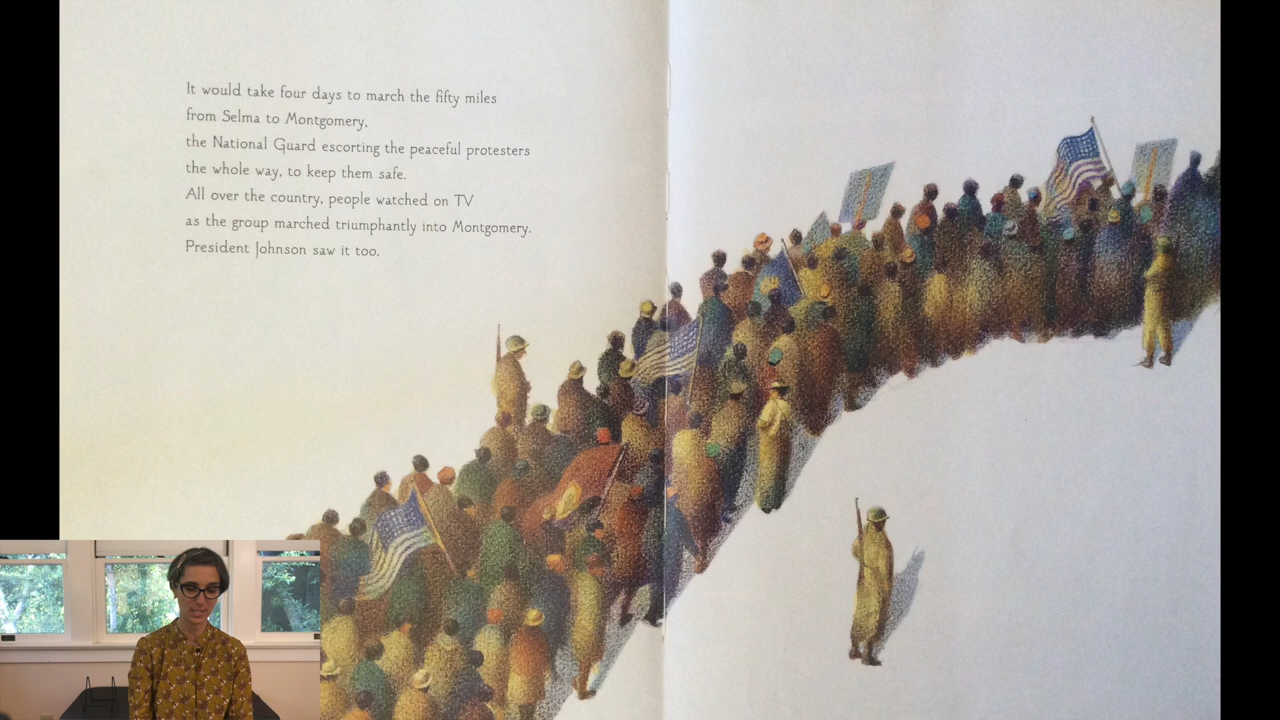 It would take four days to march the fifty miles
from Selma to Montgomery,
the National Guard escorting the peaceful protesters
the whole way, to keep them safe.
All over the country, people watched on TV
as the group marched triumphantly into Montgomery.
President Johnson saw it too.